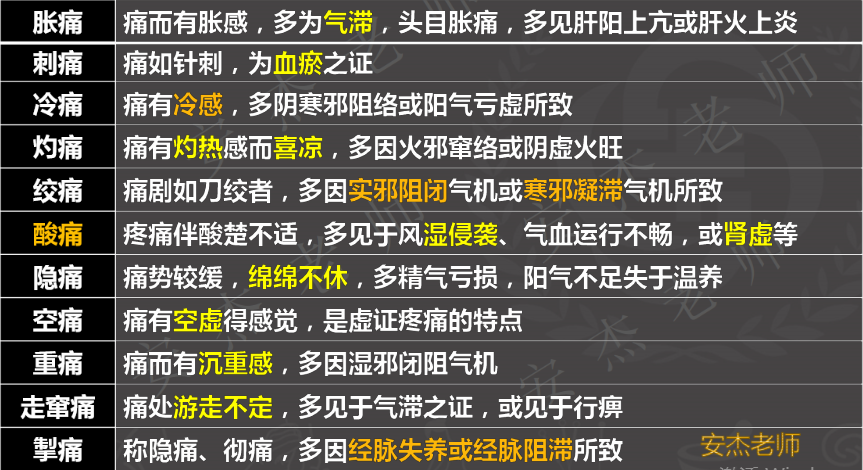 胀痛 痛而有胀感，多为气滞，头目胀痛，多见肝阳上亢或肝火上炎
刺痛 痛如针刺，为血瘀之证
冷痛 痛有冷感，多阴寒邪阻络或阳气亏虚所致
灼痛 痛有灼热感而喜凉，多因火邪窜络或阴虚火旺
绞痛 痛剧如刀绞者，多因实邪阻闭气机或寒邪凝滞气机所致
酸痛 疼痛伴酸楚不适，多见于风湿侵袭、气血运行不畅，或肾虚等
隐痛 痛势较缓，绵绵不休，多精气亏损，阳气不足失于温养
空痛 痛有空虚得感觉，是虚证疼痛的特点
重痛 痛而有沉重感，多因湿邪闭阻气机
走窜痛 痛处游走不定，多见于气滞之证，或见于行痹
掣痛 称隐痛、彻痛，多因经脉失养或经脉阻滞所致
安杰老师
安杰老师
安杰老师
安杰老师